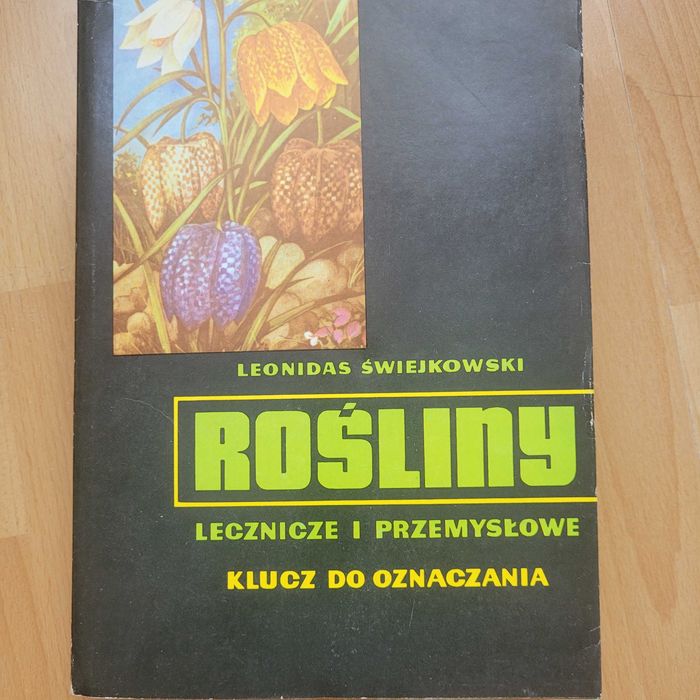 LEONIDAS ŚWIEJKOWSKI
ROŚLINY
LECZNICZE I PRZEMYSŁOWE
KLUCZ DO OZNACZANIA